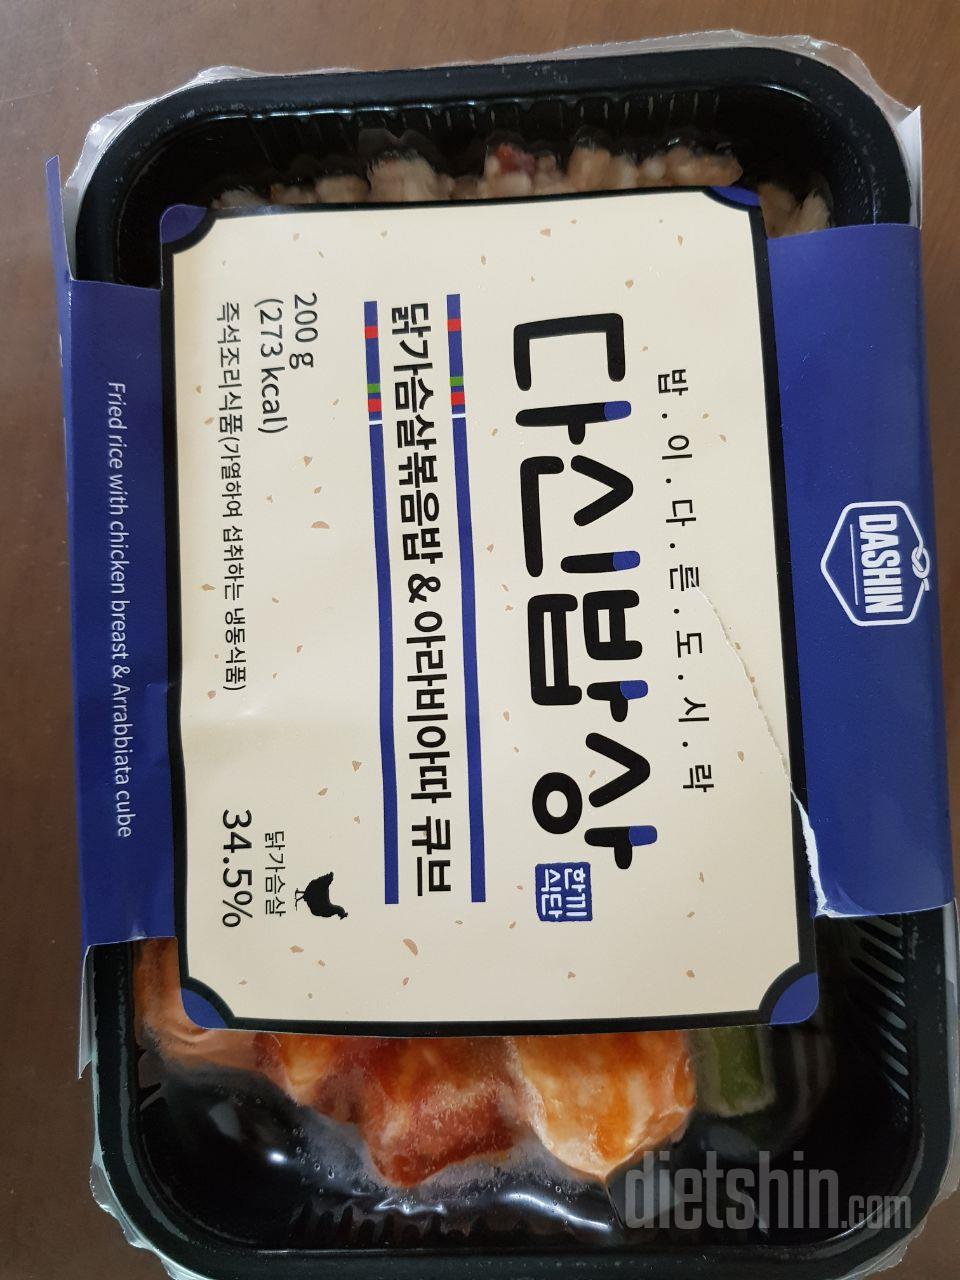 DASHIN
밥.이.다.른.도.시.락
다신밥상
한끼
식단
닭가슴살볶음밥 & 아라비아따 큐브
200 g
(273 kcal)
즉석조리식품(가열하여 섭취하는 냉동식품)
닭가슴살
34.5%
Fried rice with chicken breast & Arrabbiata cube
dietshin.com